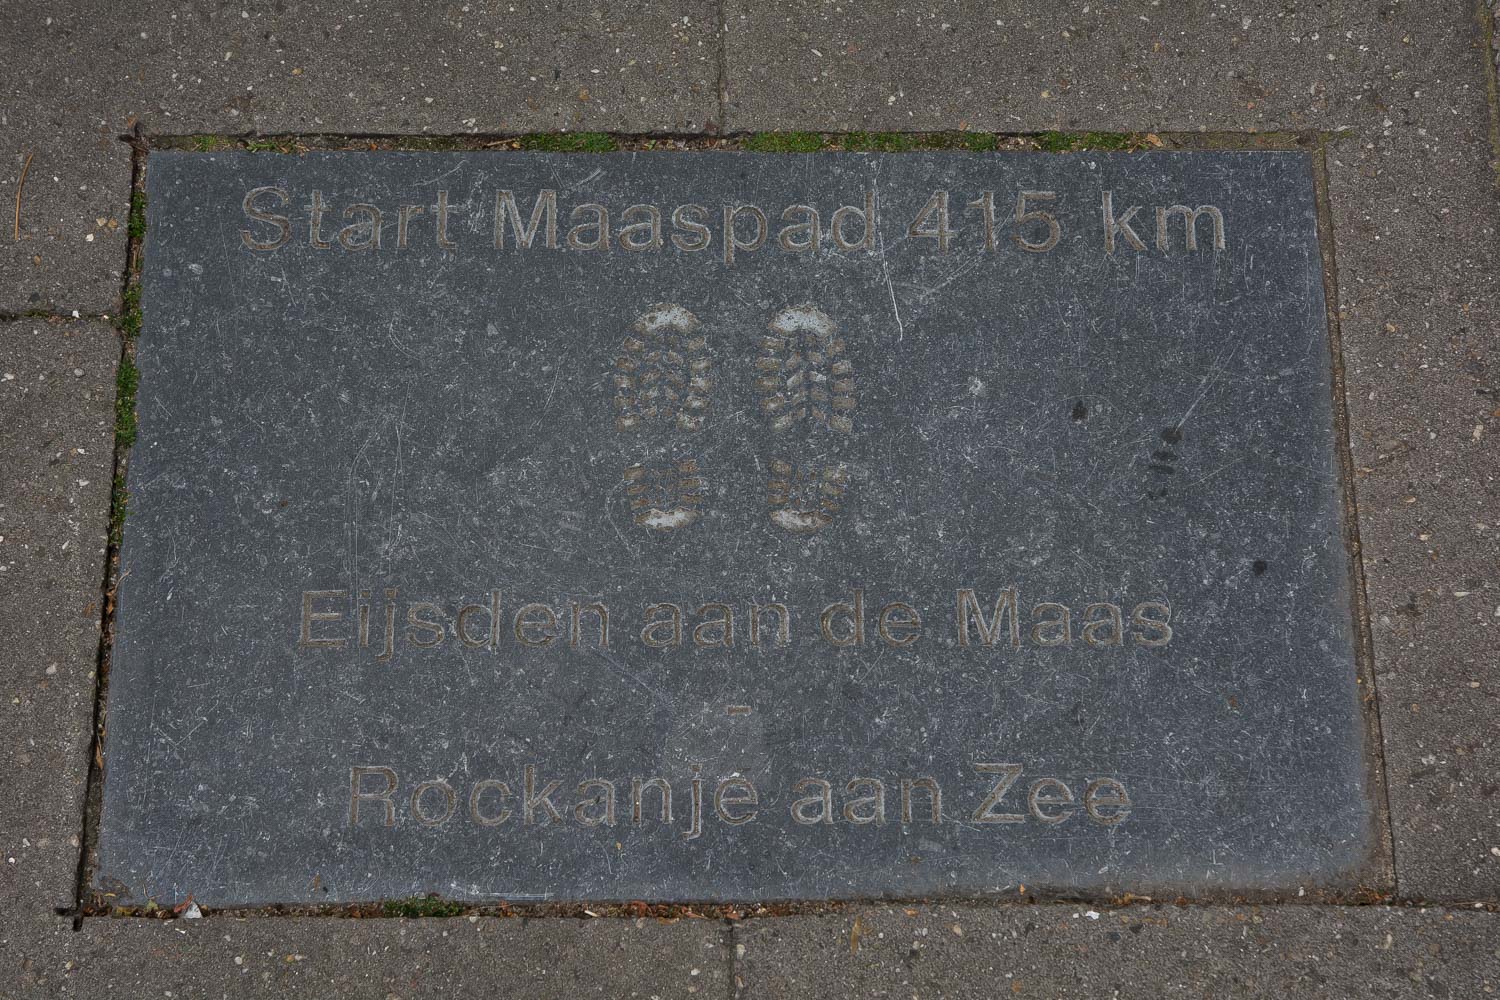 Start Maaspad 415 km
Eijsden aan de Maas
-
Rockanje aan Zee